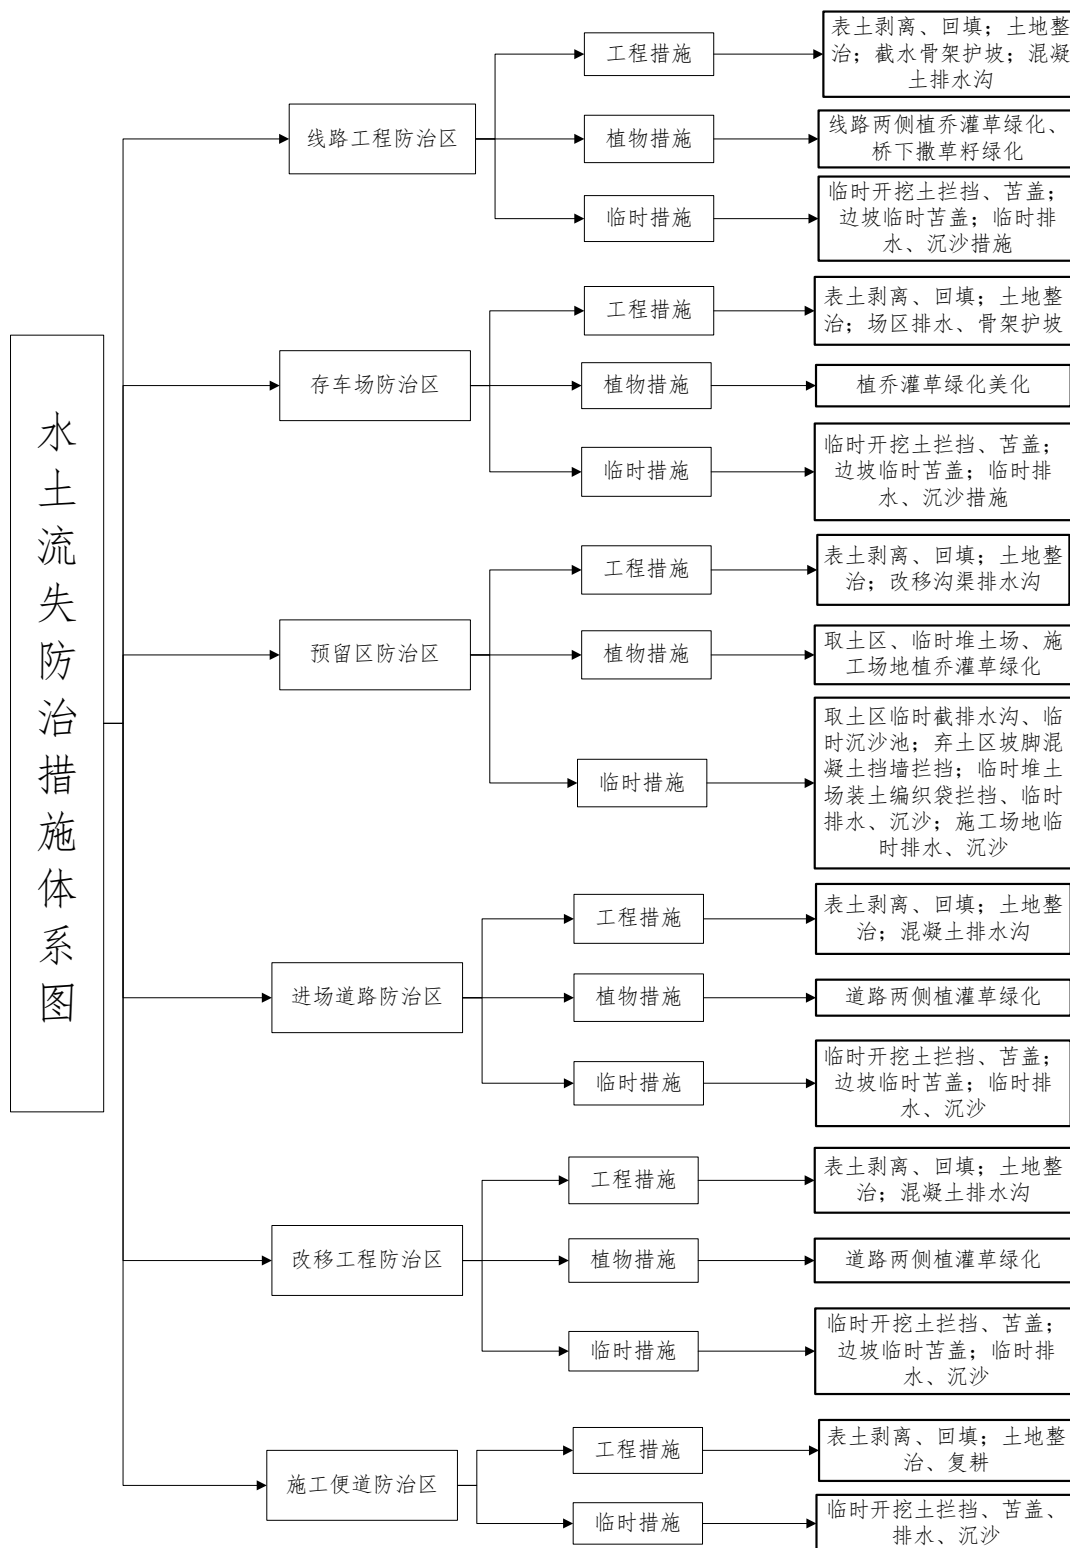 水土流失防治措施体系图
线路工程防治区
工程措施
表土剥离、回填；土地整
治；截水骨架护坡；混凝
土排水沟
植物措施
线路两侧植乔灌草绿化、
桥下撒草籽绿化
临时措施
临时开挖土拦挡、苫盖；
边坡临时苫盖；临时排
水、沉沙措施
存车场防治区
工程措施
表土剥离、回填；土地整
治；场区排水、骨架护坡
植物措施
植乔灌草绿化美化
临时措施
临时开挖土拦挡、苫盖；
边坡临时苫盖；临时排
水、沉沙措施
预留区防治区
工程措施
表土剥离、回填；土地整
治；改移沟渠排水沟
植物措施
取土区、临时堆土场、施
工场地植乔灌草绿化
临时措施
取土区临时截排水沟、临
时沉沙池；弃土区坡脚混
凝土挡墙拦挡；临时堆土
场装土编织袋拦挡、临时
排水、沉沙；施工场地临
时排水、沉沙
进场道路防治区
工程措施
表土剥离、回填；土地整
治；混凝土排水沟
植物措施
道路两侧植灌草绿化
临时措施
临时开挖土拦挡、苫盖；
边坡临时苫盖；临时排
水、沉沙
改移工程防治区
工程措施
表土剥离、回填；土地整
治；混凝土排水沟
植物措施
道路两侧植灌草绿化
临时措施
临时开挖土拦挡、苫盖；
边坡临时苫盖；临时排
水、沉沙
施工便道防治区
工程措施
表土剥离、回填；土地整
治、复耕
临时措施
临时开挖土拦挡、苫盖、
排水、沉沙